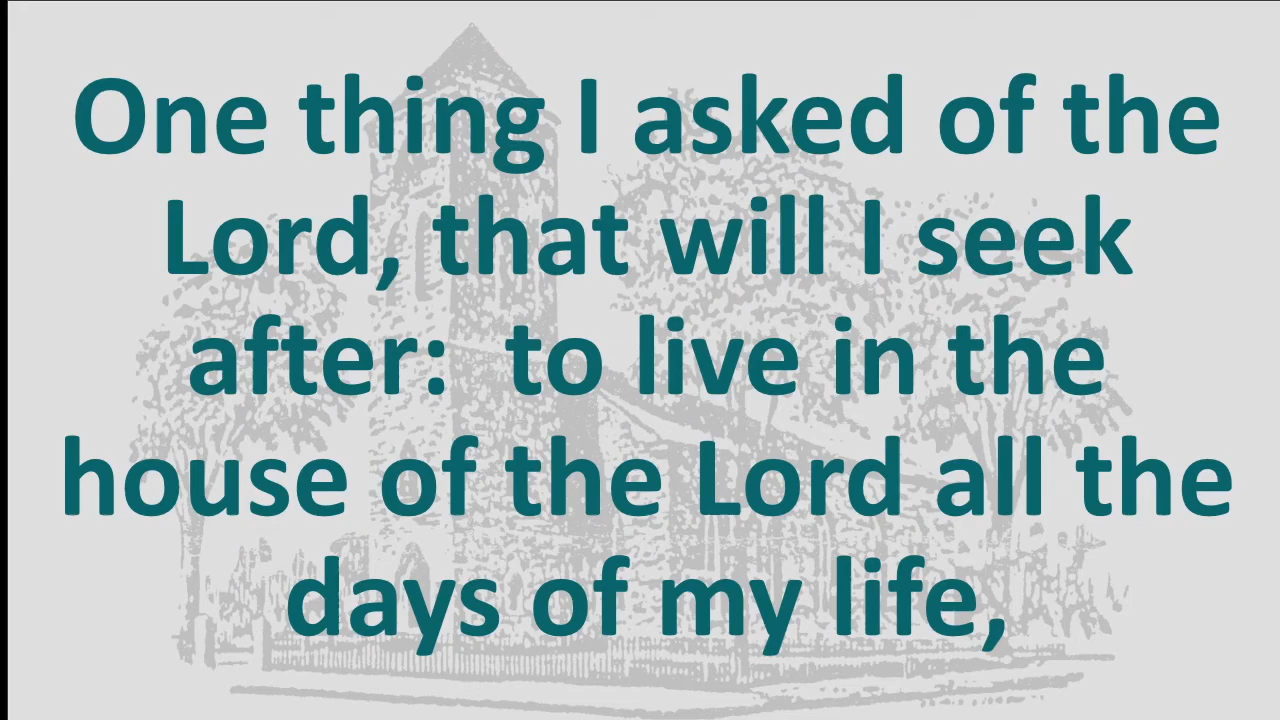 One thing I asked of the
Lord, that will I seek
after:  to live in the
house of the Lord all the
days of my life,